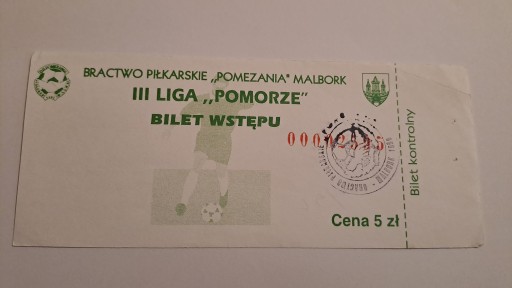 BRACTWO PIŁKARSKIE „POMEZANIA" MALBORK
III LIGA „POMORZE"
BILET WSTĘPU
Cena 5 zł
Bilet kontrolny